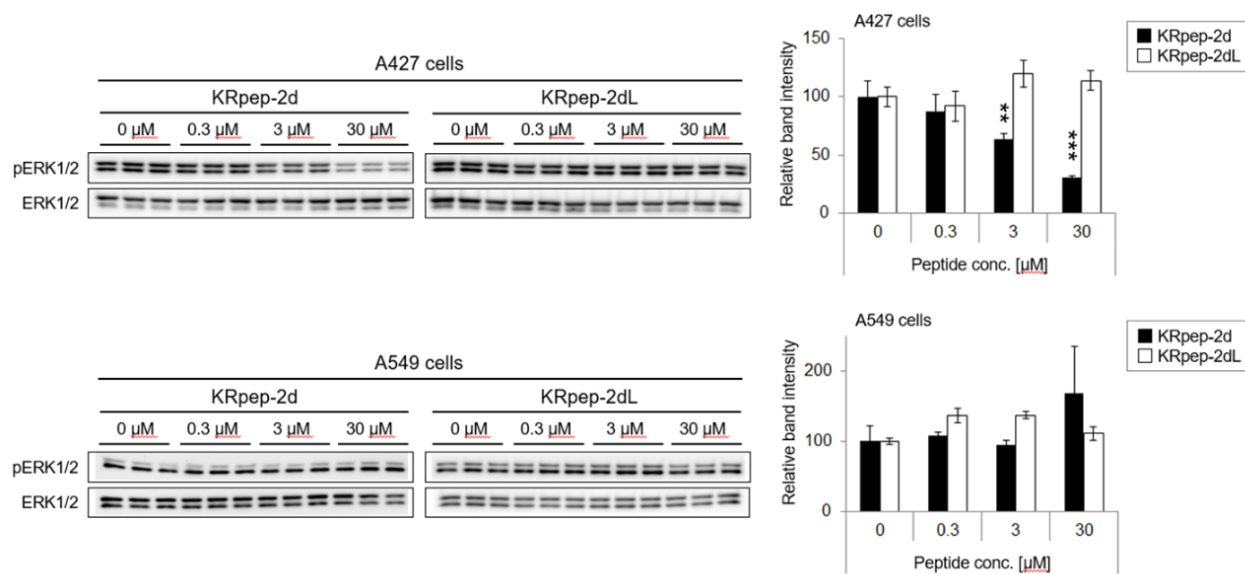 A427 cells
KRpep-2d KRpep-2dL
0 µM 0.3 µM 3 µM 30 µM 0 µM 0.3 µM 3 µM 30 µM
pERK1/2
ERK1/2
A427 cells
KRpep-2d
KRpep-2dL
Relative band intensity
150
100
50
0
**
***
0 0.3 3 30
Peptide conc. [µM]
A549 cells
KRpep-2d KRpep-2dL
0 µM 0.3 µM 3 µM 30 µM 0 µM 0.3 µM 3 µM 30 µM
pERK1/2
ERK1/2
A549 cells
KRpep-2d
KRpep-2dL
Relative band intensity
200
100
0
0 0.3 3 30
Peptide conc. [µM]